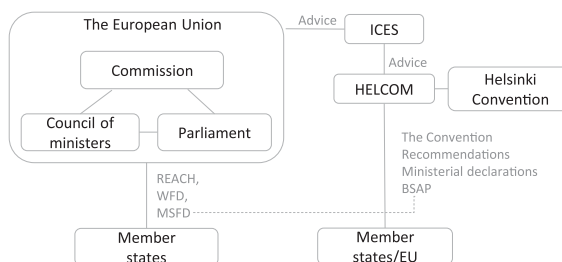 The European Union
Commission
Council of
ministers
Parliament
Advice
ICES
Advice
HELCOM
Helsinki
Convention
The Convention
Recommendations
Ministerial declarations
BSAP
REACH,
WFD,
MSFD
Member
states
Member
states/EU